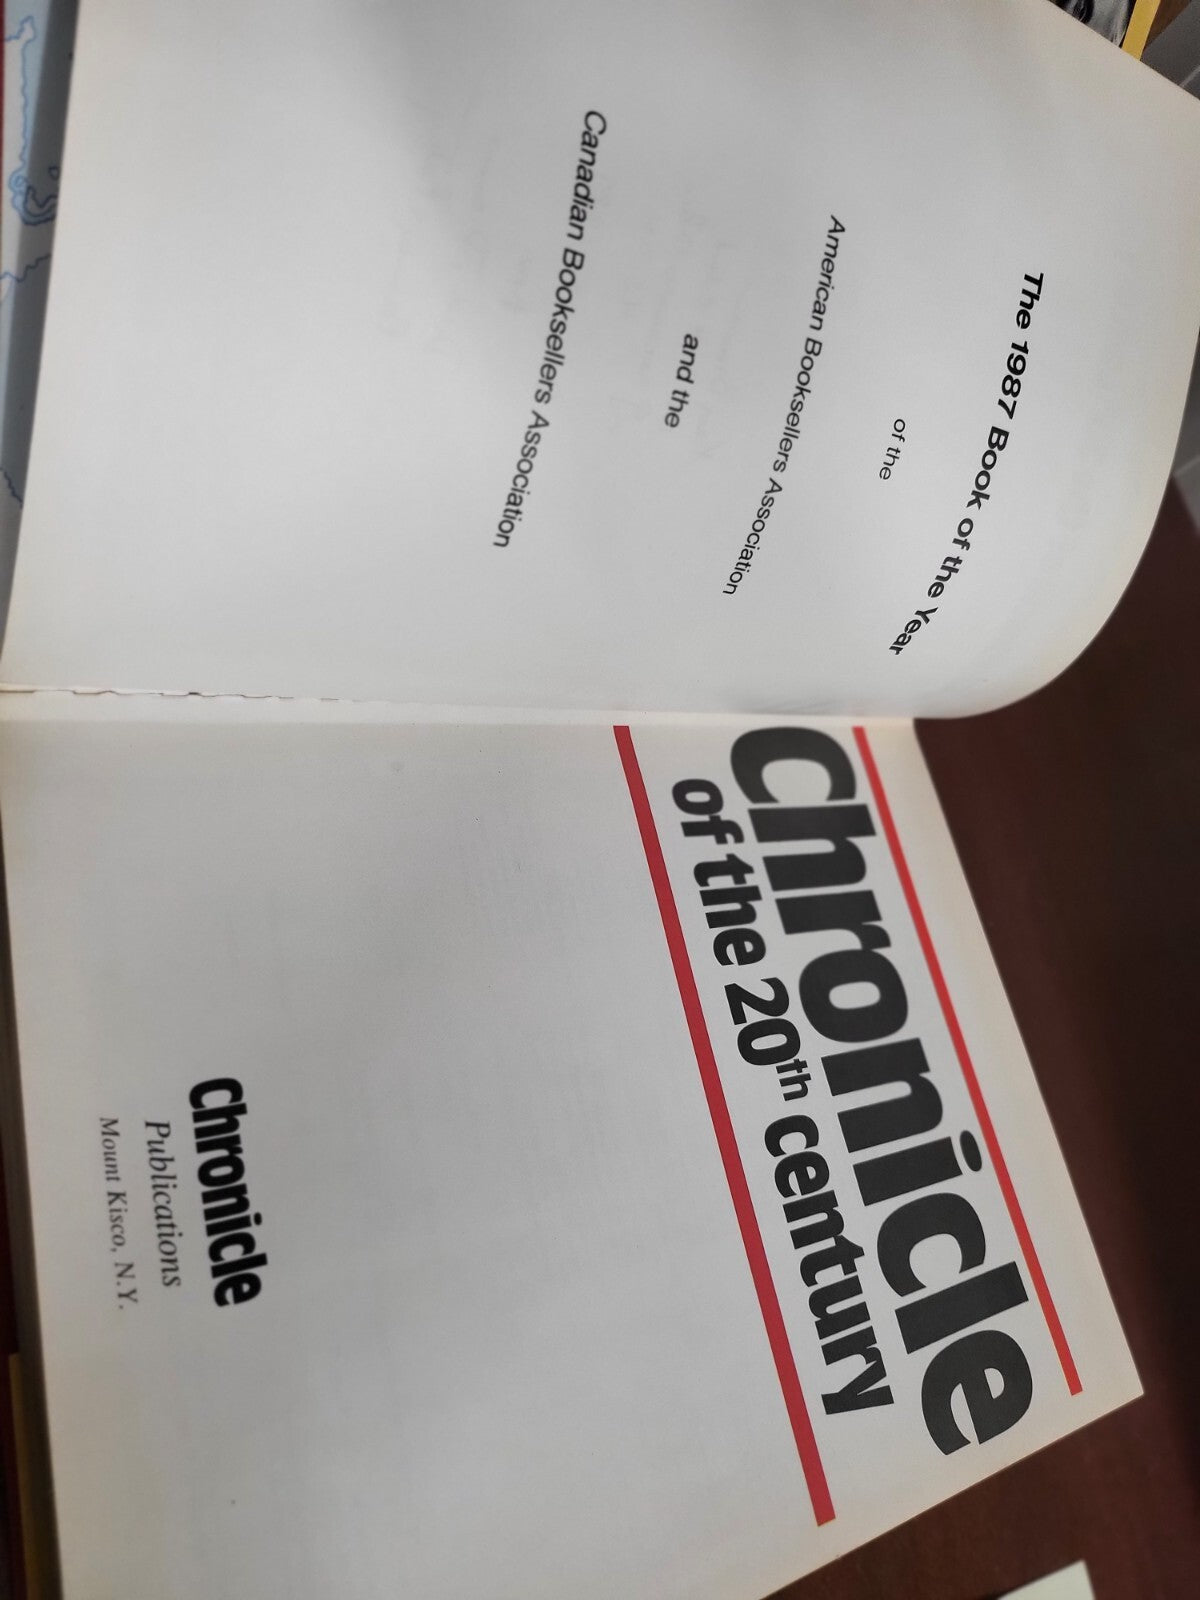 The 1987 Book of the Year
of the
American Booksellers Association
and the
Canadian Booksellers Association
Chronicle
of the 20th century
Chronicle
Publications
Mount Kisco, N.Y.